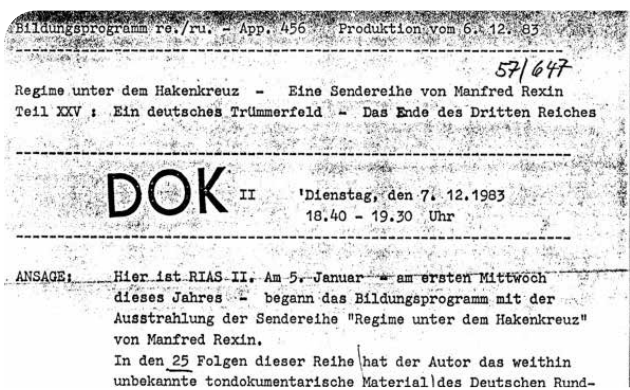 Bildungsprogramm re./ru. - App. 456 Produktion vom 6. 12. 83
57/647
Regime unter dem Hakenkreuz - Eine Sendereihe von Manfred Rexin
Teil XXV : Ein deutsches Trümmerfeld - Das Ende des Dritten Reiches
DOK II 'Dienstag, den 7. 12.1983
18.40 - 19.30 Uhr
ANSAGE: Hier ist RIAS II. Am 5. Januar - am ersten Mittwoch
dieses Jahres - begann das Bildungsprogramm mit der
Ausstrahlung der Sendereihe "Regime unter dem Hakenkreuz"
von Manfred Rexin.
In den 25 Folgen dieser Reihe hat der Autor das weithin
unbekannte tondokumentarische Material des Deutschen Rund-